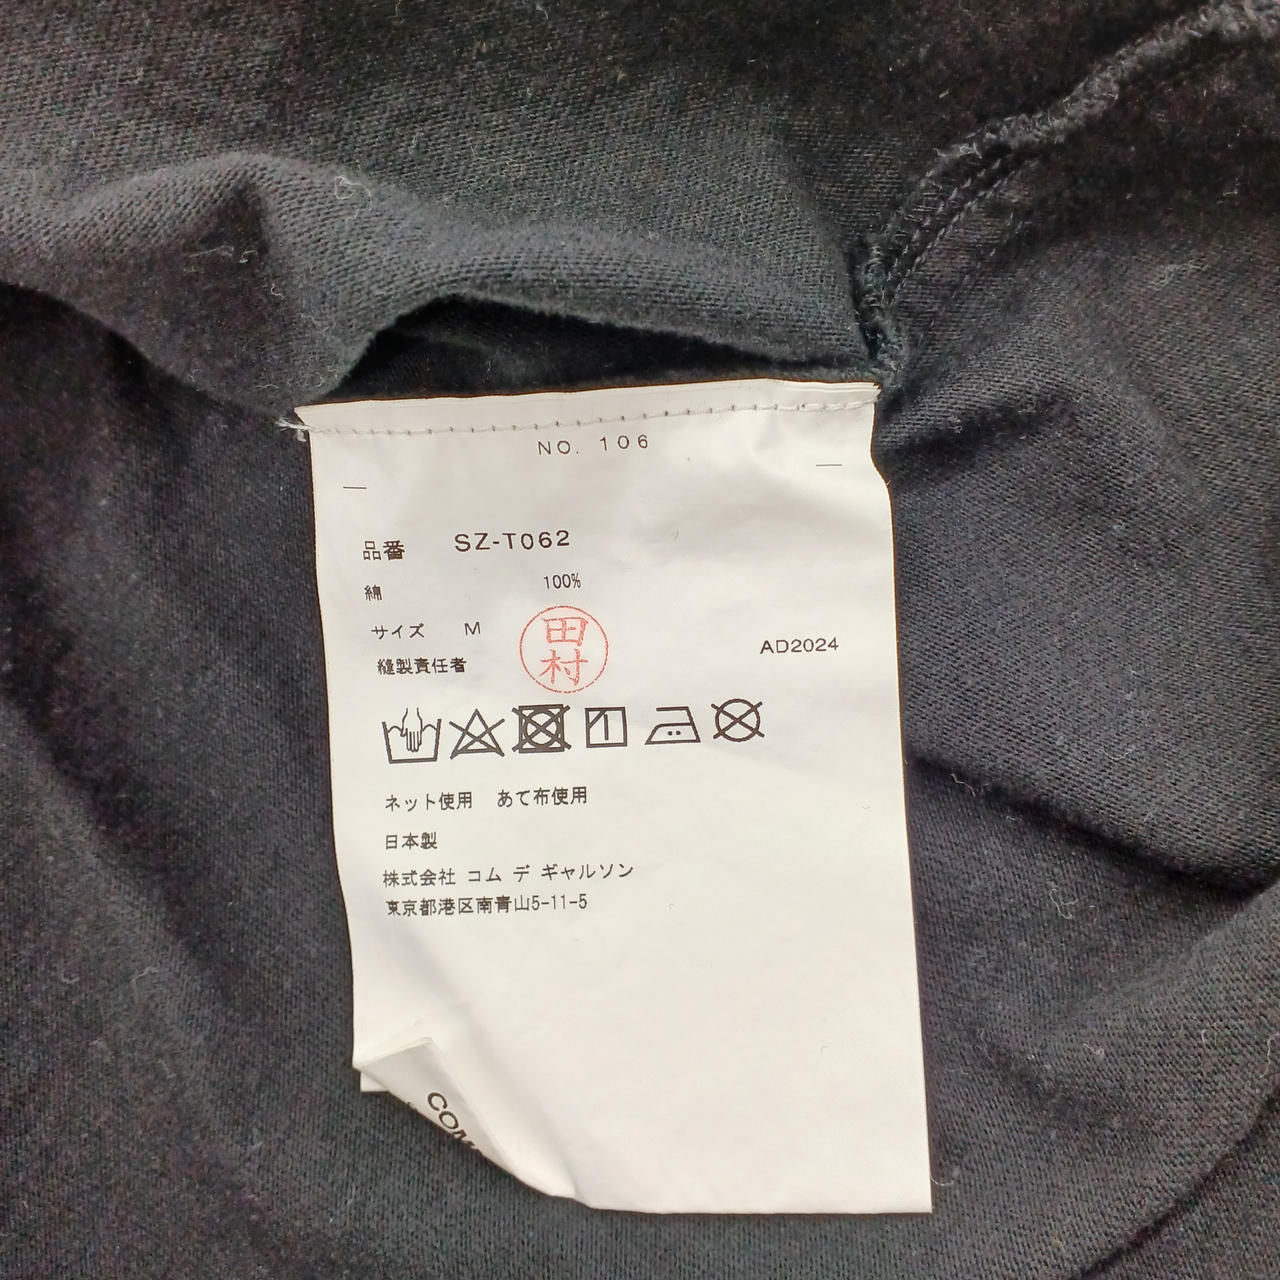 NO. 106
品番 SZ-T062
綿 100%
サイズ M
縫製責任者 田村
AD2024
ネット使用 あて布使用
日本製
株式会社 コム デ ギャルソン
東京都港区南青山5-11-5
COM